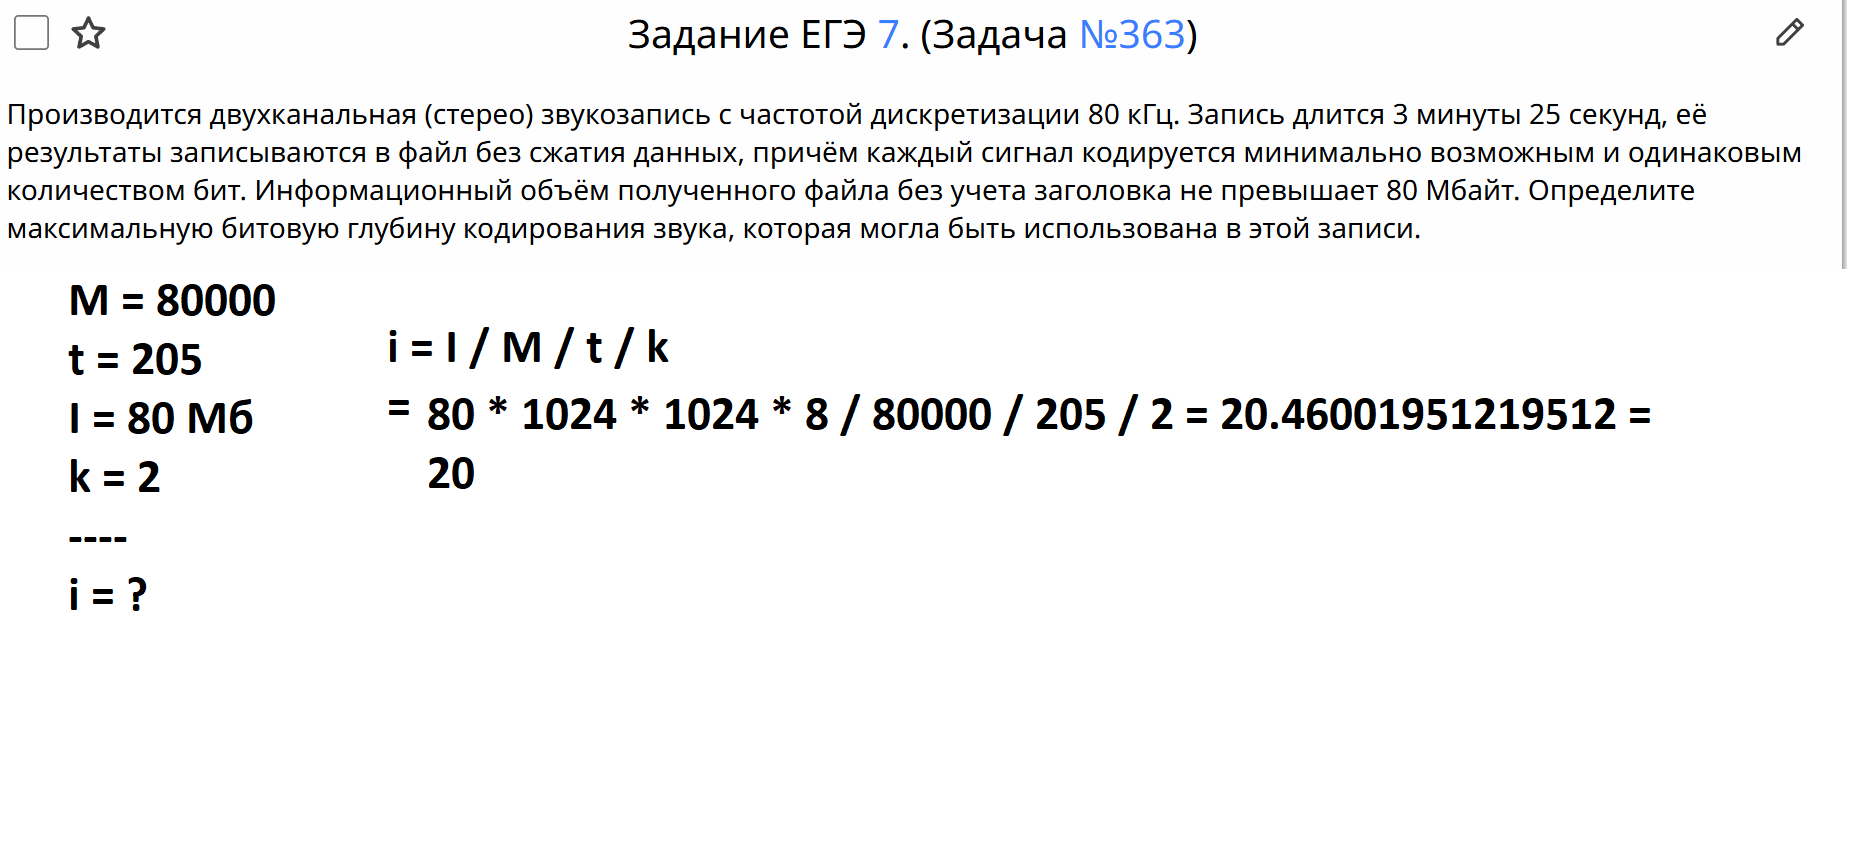 Задание ЕГЭ 7. (Задача №363)
Производится двухканальная (стерео) звукозапись с частотой дискретизации 80 кГц. Запись длится 3 минуты 25 секунд, её
результаты записываются в файл без сжатия данных, причём каждый сигнал кодируется минимально возможным и одинаковым
количеством бит. Информационный объём полученного файла без учета заголовка не превышает 80 Мбайт. Определите
максимальную битовую глубину кодирования звука, которая могла быть использована в этой записи.
M = 80000
t = 205
I = 80 Мб
k = 2
----
i = ?
i = I / M / t / k
= 80 * 1024 * 1024 * 8 / 80000 / 205 / 2 = 20.46001951219512 =
20